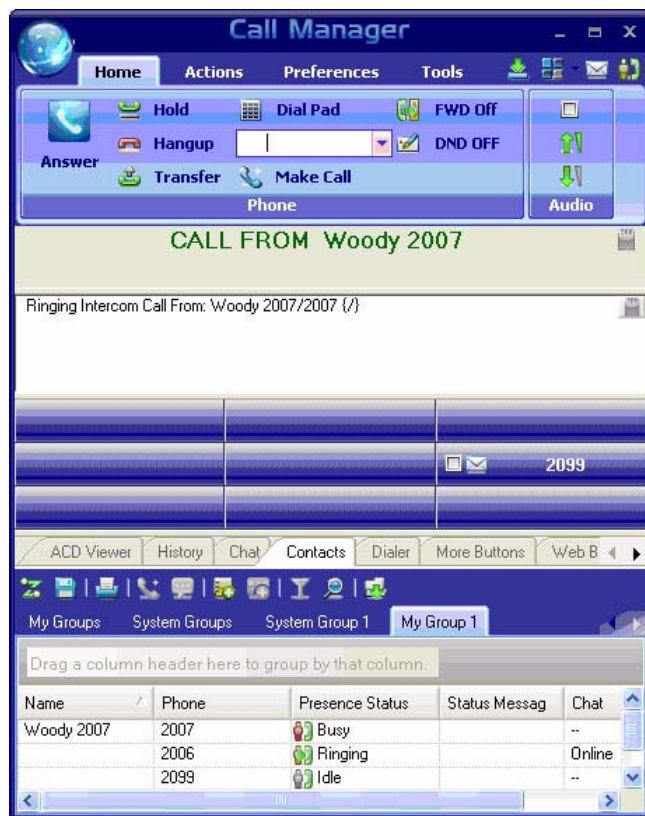 Call Manager
Home Actions Preferences Tools
Hold Dial Pad FWD Off
Answer Hangup DND OFF
Transfer Make Call
Phone Audio
CALL FROM Woody 2007
Ringing Intercom Call From: Woody 2007/2007 {/}
2099
ACD Viewer History Chat Contacts Dialer More Buttons Web B
My Groups System Groups System Group 1 My Group 1
Drag a column header here to group by that column.
Name Phone Presence Status Status Messag Chat
Woody 2007 2007 Busy --
2006 Ringing Online
2099 Idle --